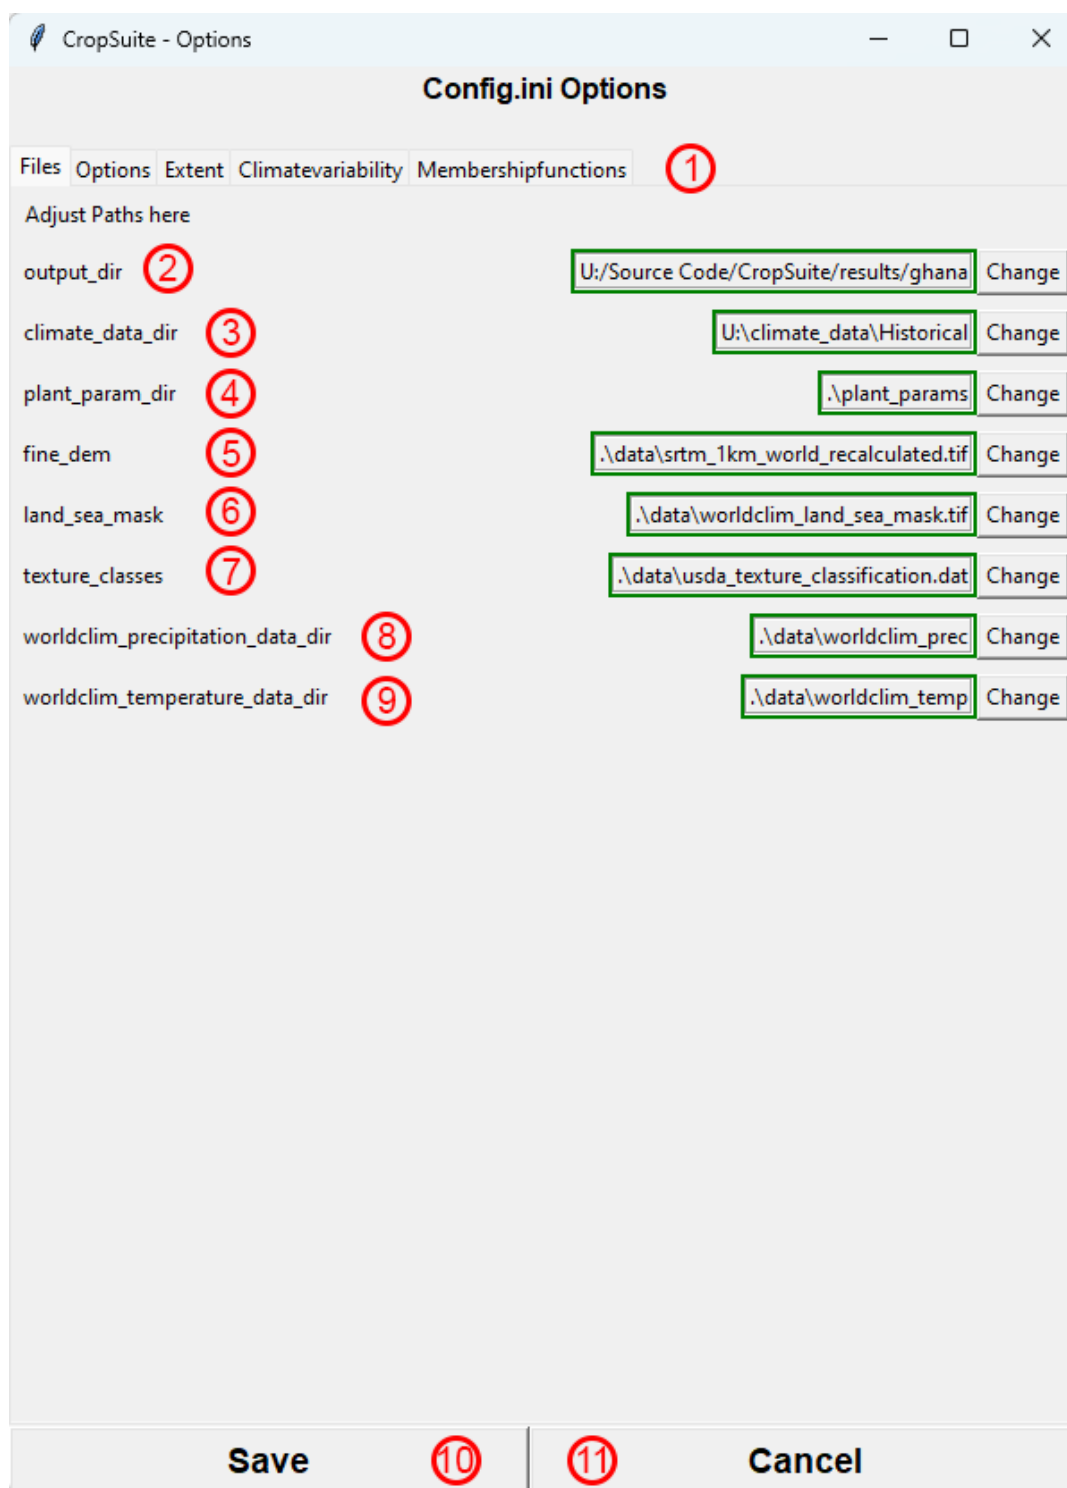 CropSuite - Options
Config.ini Options
Files Options Extent Climatevariability Membershipfunctions 1
Adjust Paths here
output_dir 2 U:/Source Code/CropSuite/results/ghana Change
climate_data_dir 3 U:\climate_data\Historical Change
plant_param_dir 4 .\plant_params Change
fine_dem 5 .\data\srtm_1km_world_recalculated.tif Change
land_sea_mask 6 .\data\worldclim_land_sea_mask.tif Change
texture_classes 7 .\data\usda_texture_classification.dat Change
worldclim_precipitation_data_dir 8 .\data\worldclim_prec Change
worldclim_temperature_data_dir 9 .\data\worldclim_temp Change
Save 10 11 Cancel